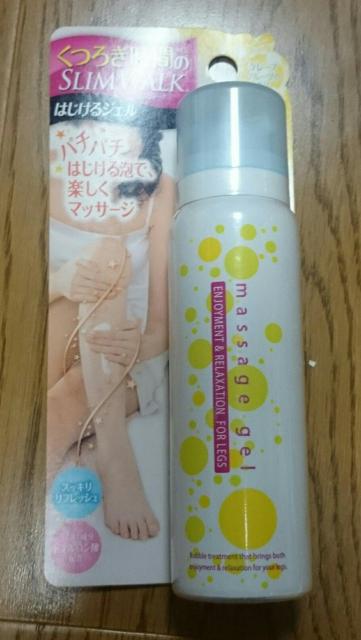 くつろぎ時間の
SLIMWALK
はじけるジェル
パチパチ
はじける泡で、
楽しく
マッサージ
スッキリ
リフレッシュ
massage gel
ENJOYMENT & RELAXATION FOR LEGS
Bubble treatment that brings both
enjoyment & relaxation for your legs.